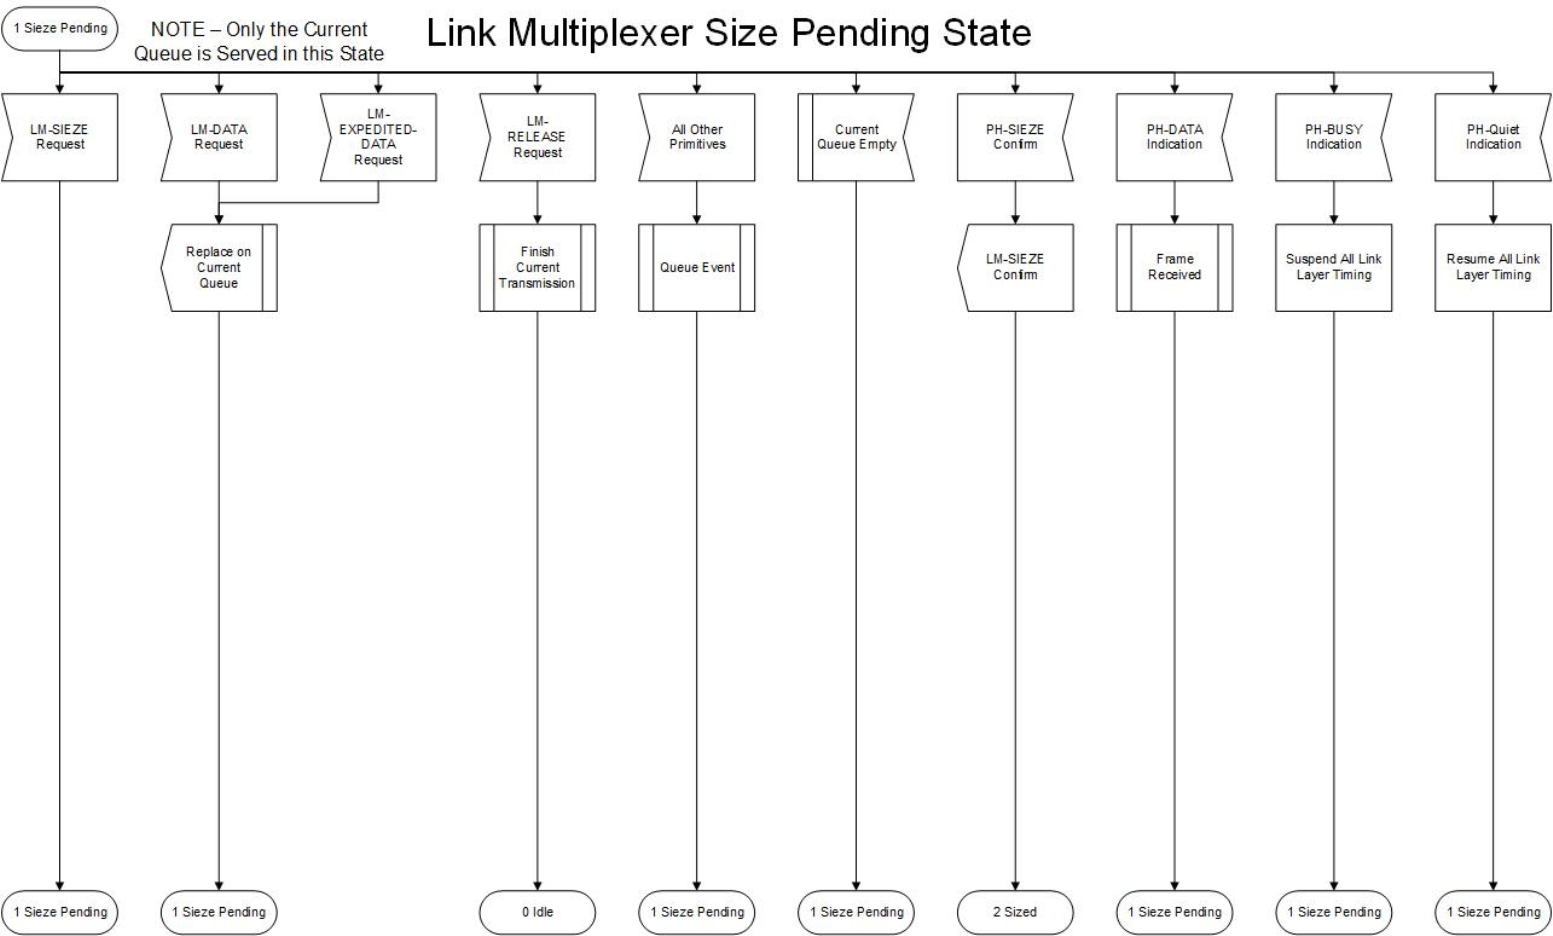 1 Sieze Pending
NOTE – Only the Current
Queue is Served in this State
Link Multiplexer Size Pending State
LM-SIEZE
Request
LM-DATA
Request
LM-
EXPEDITED-
DATA
Request
LM-
RELEASE
Request
All Other
Primitives
Current
Queue Empty
PH-SIEZE
Confirm
PH-DATA
Indication
PH-BUSY
Indication
PH-Quiet
Indication
Replace on
Current
Queue
Finish
Current
Transmission
Queue Event
LM-SIEZE
Confirm
Frame
Received
Suspend All Link
Layer Timing
Resume All Link
Layer Timing
1 Sieze Pending
1 Sieze Pending
0 Idle
1 Sieze Pending
1 Sieze Pending
2 Sized
1 Sieze Pending
1 Sieze Pending
1 Sieze Pending